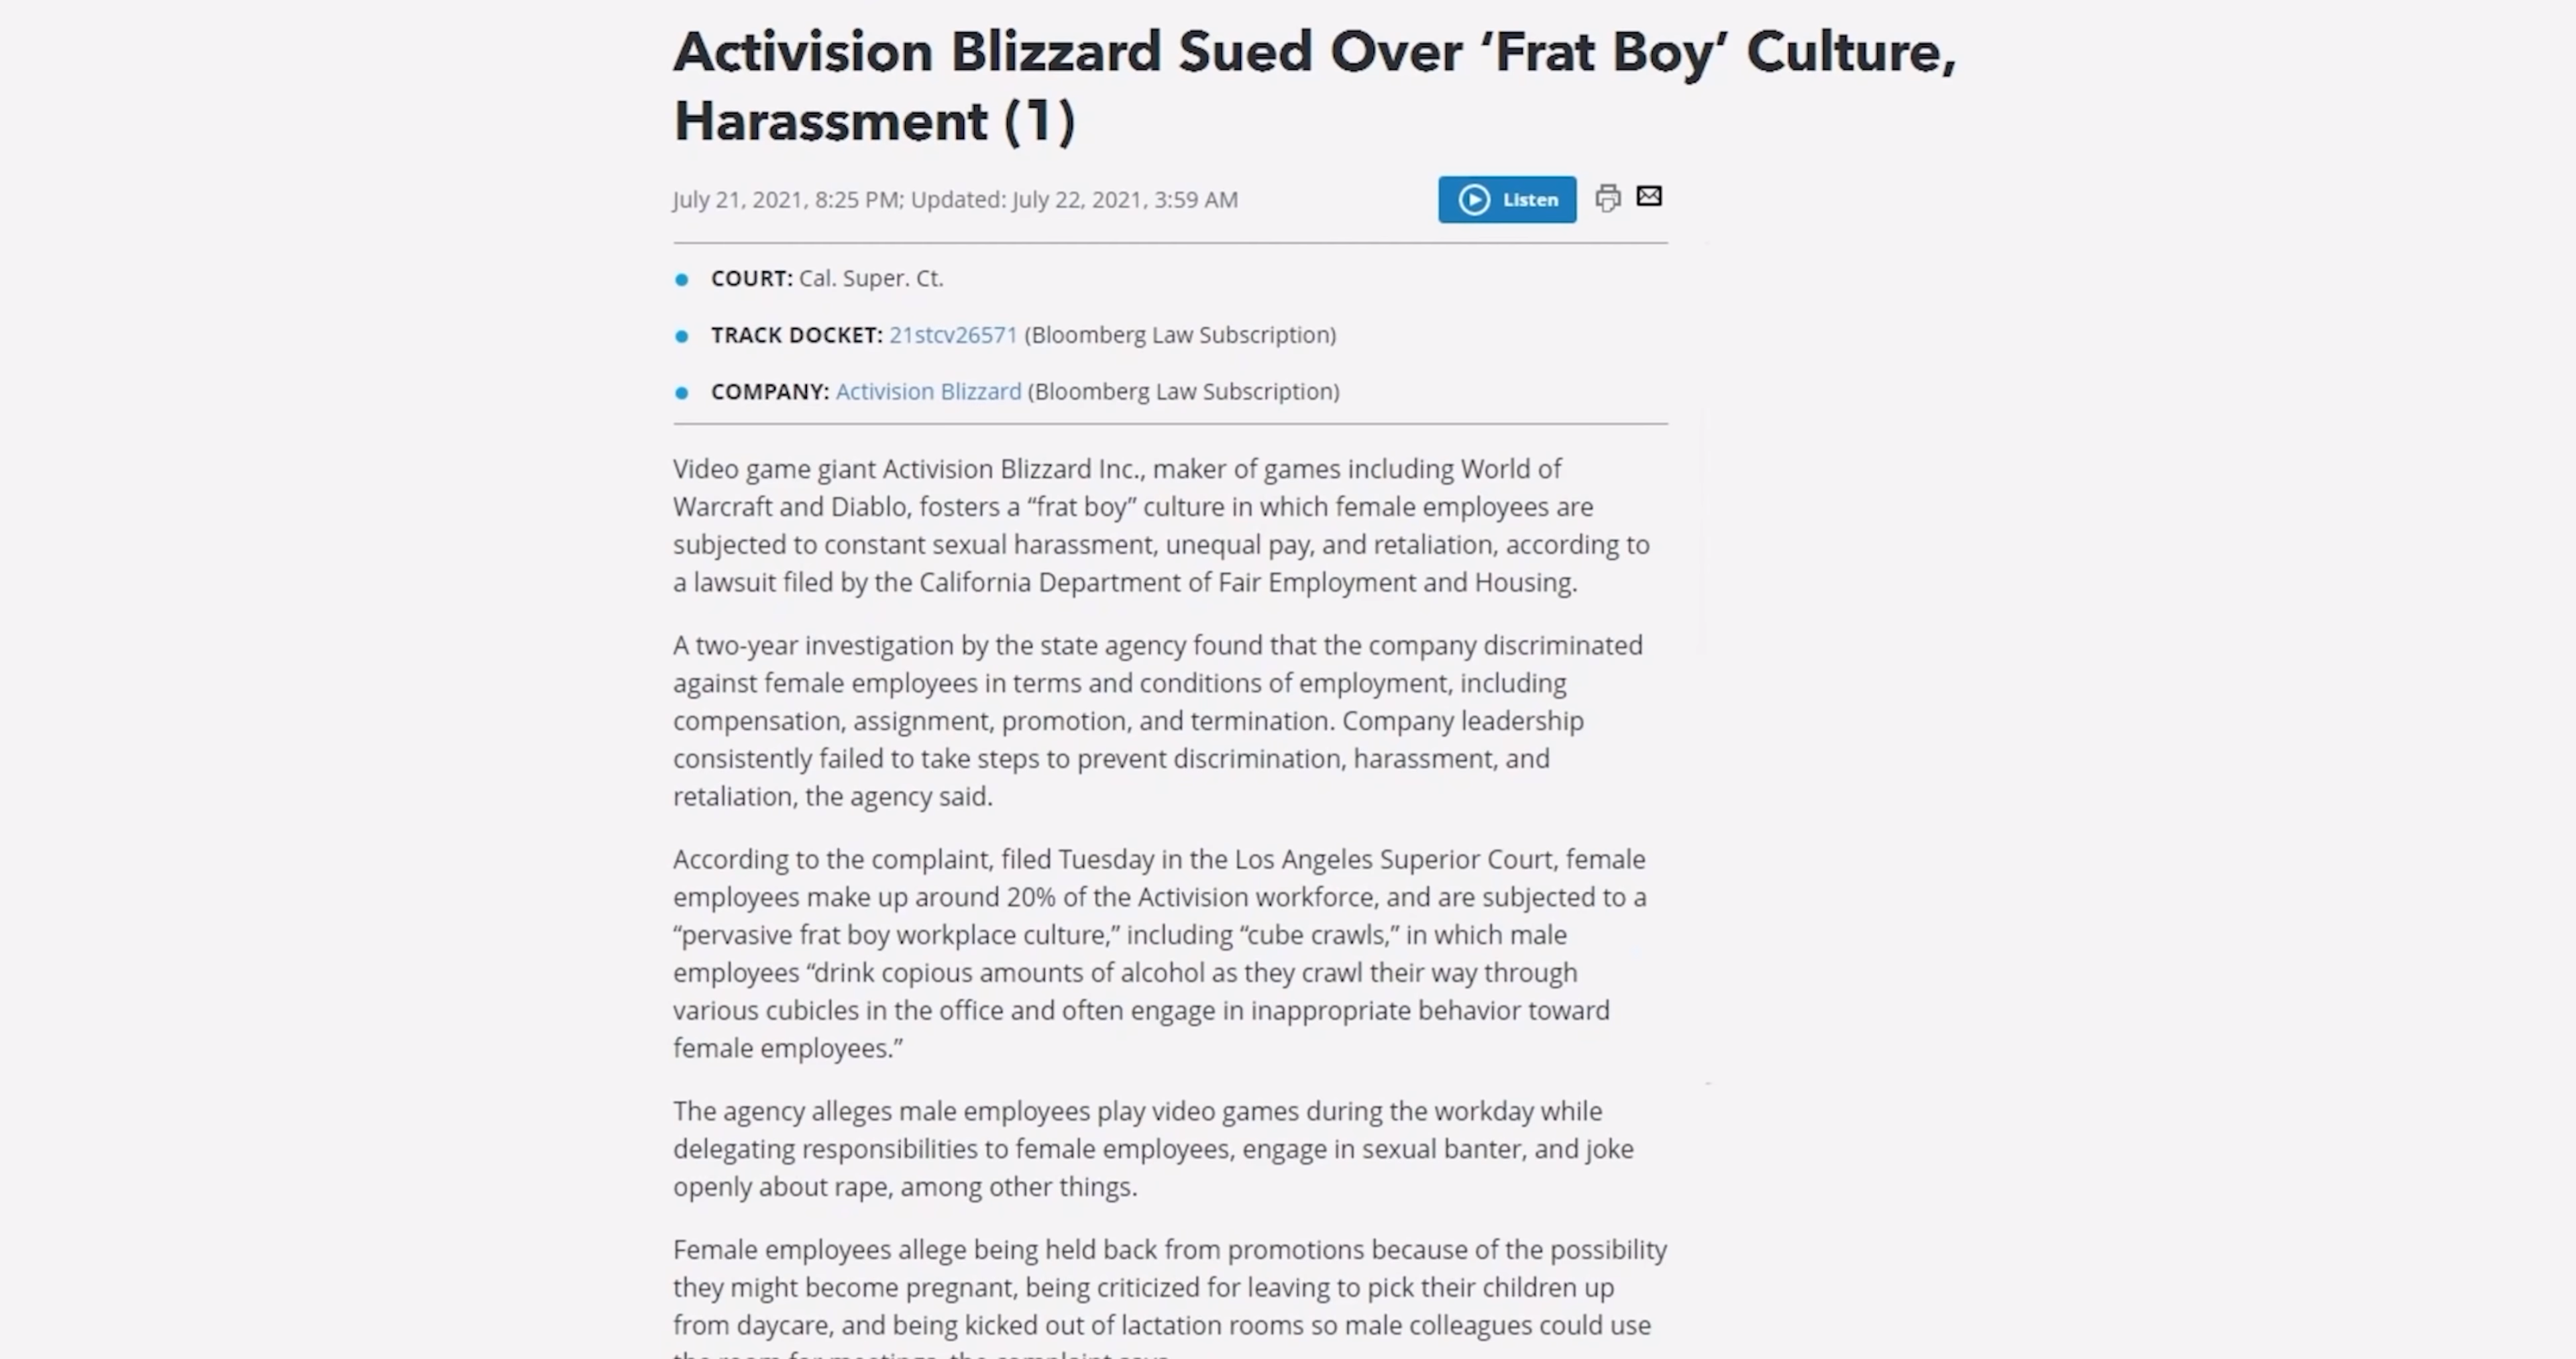 Activision Blizzard Sued Over ‘Frat Boy’ Culture,
Harassment (1)
July 21, 2021, 8:25 PM; Updated: July 22, 2021, 3:59 AM
Listen
COURT: Cal. Super. Ct.
TRACK DOCKET: 21stcv26571 (Bloomberg Law Subscription)
COMPANY: Activision Blizzard (Bloomberg Law Subscription)
Video game giant Activision Blizzard Inc., maker of games including World of
Warcraft and Diablo, fosters a “frat boy” culture in which female employees are
subjected to constant sexual harassment, unequal pay, and retaliation, according to
a lawsuit filed by the California Department of Fair Employment and Housing.
A two-year investigation by the state agency found that the company discriminated
against female employees in terms and conditions of employment, including
compensation, assignment, promotion, and termination. Company leadership
consistently failed to take steps to prevent discrimination, harassment, and
retaliation, the agency said.
According to the complaint, filed Tuesday in the Los Angeles Superior Court, female
employees make up around 20% of the Activision workforce, and are subjected to a
“pervasive frat boy workplace culture,” including “cube crawls,” in which male
employees “drink copious amounts of alcohol as they crawl their way through
various cubicles in the office and often engage in inappropriate behavior toward
female employees.”
The agency alleges male employees play video games during the workday while
delegating responsibilities to female employees, engage in sexual banter, and joke
openly about rape, among other things.
Female employees allege being held back from promotions because of the possibility
they might become pregnant, being criticized for leaving to pick their children up
from daycare, and being kicked out of lactation rooms so male colleagues could use